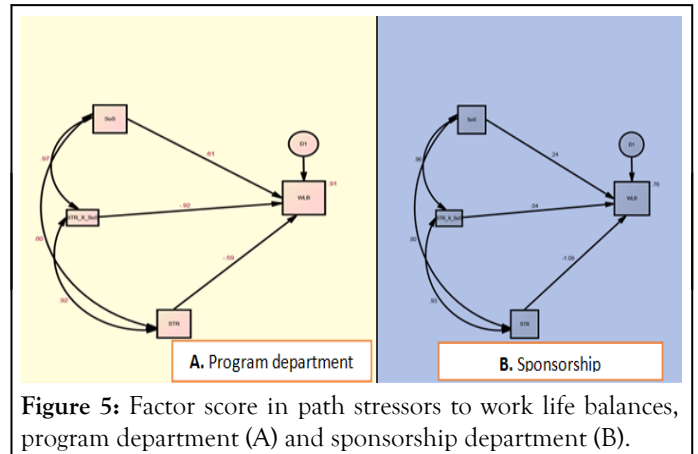 SuS
.61
D1
.91
WLB
.97
STR_X_SuS
-.92
.80
-.59
.92
STR
A. Program department
SuS
.24
D1
.76
WLB
.96
STR_X_SuS
.04
.80
-1.09
.93
STR
B. Sponsorship
Figure 5: Factor score in path stressors to work life balances,
program department (A) and sponsorship department (B).